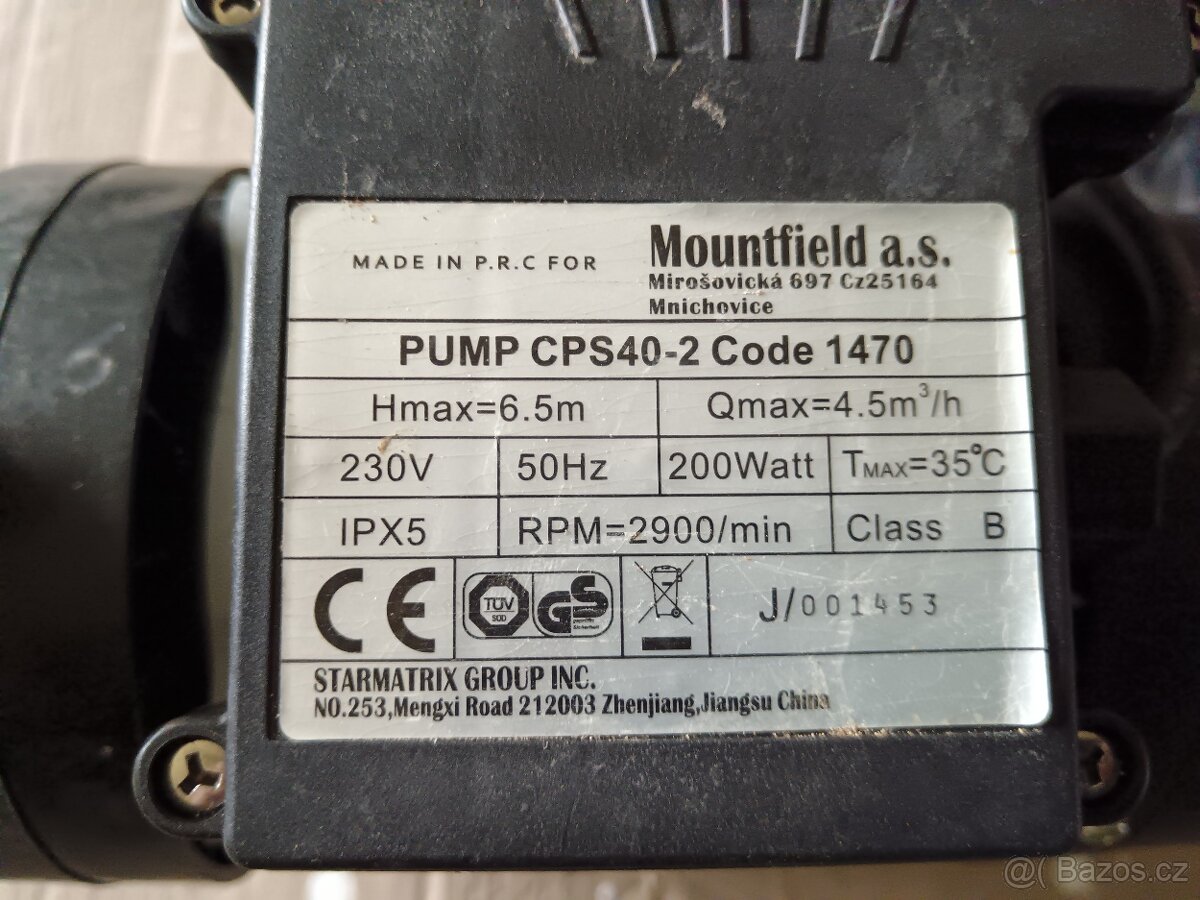 MADE IN P.R.C FOR
Mountfield a.s.
Mirošovická 697 Cz25164
Mnichovice
PUMP CPS40-2 Code 1470
Hmax=6.5m Qmax=4.5m³/h
230V 50Hz 200Watt TMAX=35°C
IPX5 RPM=2900/min Class B
CE TÜV SÜD GS geprüfte Sicherheit J/001453
STARMATRIX GROUP INC.
NO.253,Mengxi Road 212003 Zhenjiang,Jiangsu China
@( Bazos.cz